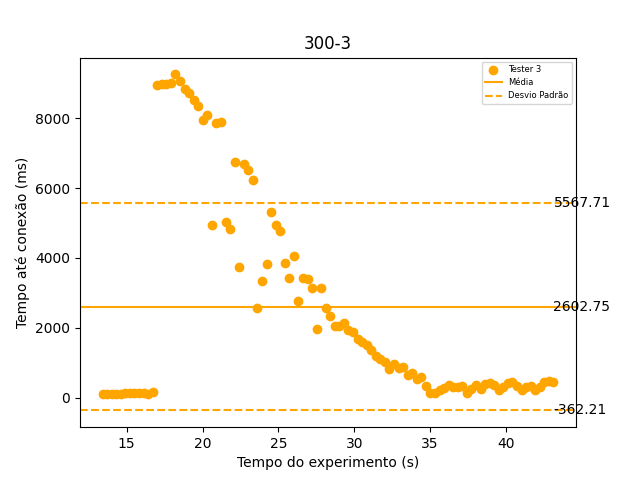 300-3
Tester 3
Média
Desvio Padrão
Tempo até conexão (ms)
8000
6000
4000
2000
0
5567.71
2602.75
-362.21
15 20 25 30 35 40
Tempo do experimento (s)